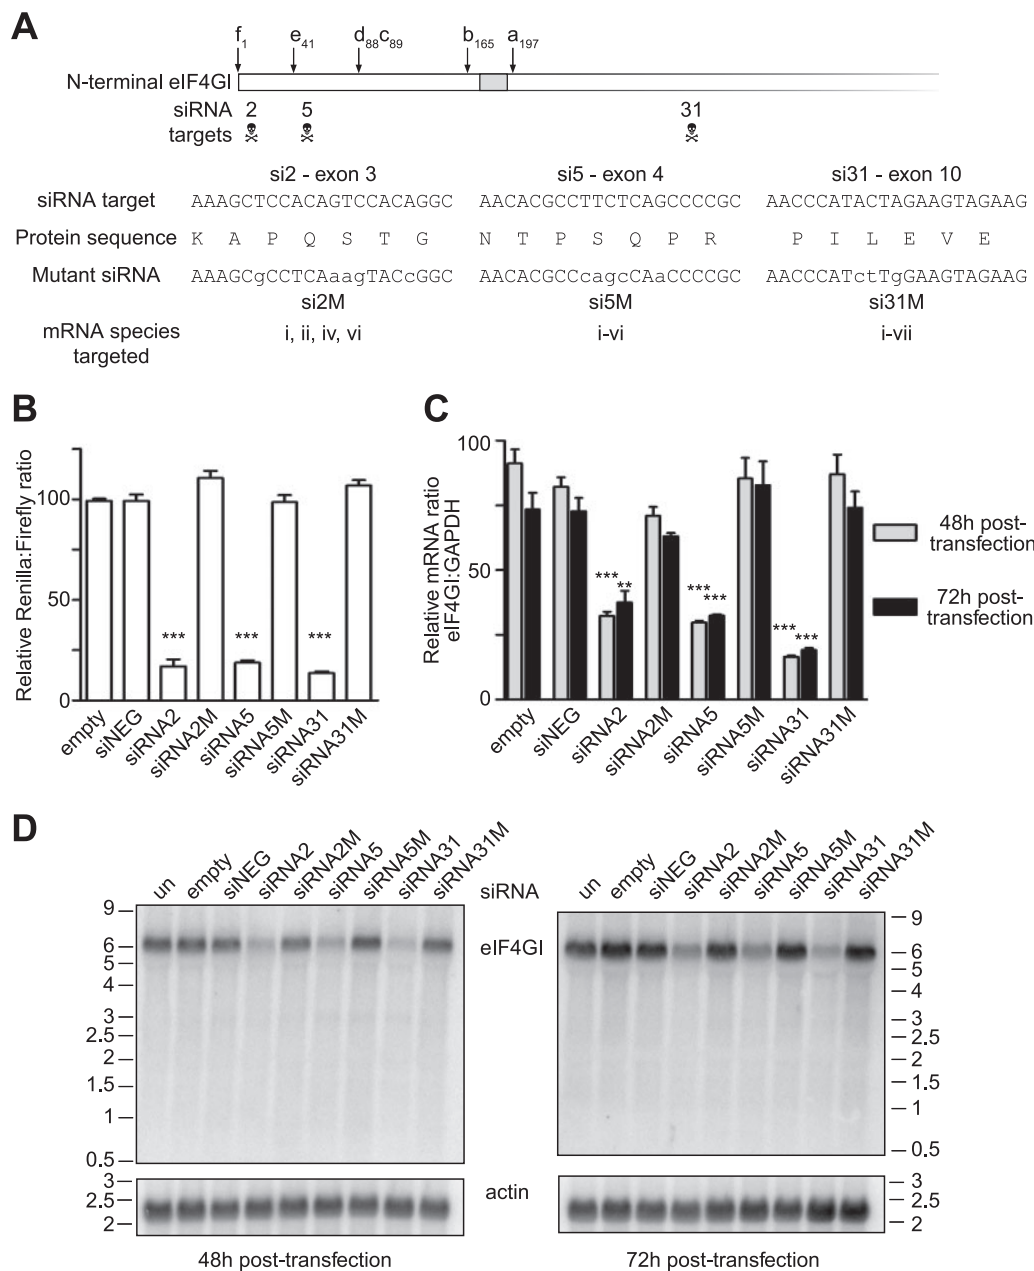 A
f1 e41 d88c89 b165 a197
N-terminal eIF4GI
siRNA targets 2 5 31
si2 - exon 3 si5 - exon 4 si31 - exon 10
siRNA target AAAGCTCCACAGTCCACAGGC AACACGCCTTCTCAGCCCCGC AACCCATACTAGAAGTAGAAG
Protein sequence K A P Q S T G N T P S Q P R P I L E V E
Mutant siRNA AAAGCgCCTCAaagTACcGGC AACACGCCcagcCAaCCCCGC AACCCATctTgGAAGTAGAAG
si2M si5M si31M
mRNA species targeted i, ii, iv, vi i-vi i-vii
B
Relative Renilla:Firefly ratio
100
50
0
*** *** ***
empty siNEG siRNA2 siRNA2M siRNA5 siRNA5M siRNA31 siRNA31M
C
Relative mRNA ratio
eIF4GI:GAPDH
100
50
0
*** ** *** *** *** ***
empty siNEG siRNA2 siRNA2M siRNA5 siRNA5M siRNA31 siRNA31M
48h post-
transfection
72h post-
transfection
D
un empty siNEG siRNA2 siRNA2M siRNA5 siRNA5M siRNA31 siRNA31M
siRNA
un empty siNEG siRNA2 siRNA2M siRNA5 siRNA5M siRNA31 siRNA31M
9
6
5
4
3
2.5
2
1.5
1
0.5
eIF4GI
9
6
5
4
3
2.5
2
1.5
1
0.5
3
2.5
2
actin
3
2.5
2
48h post-transfection
72h post-transfection